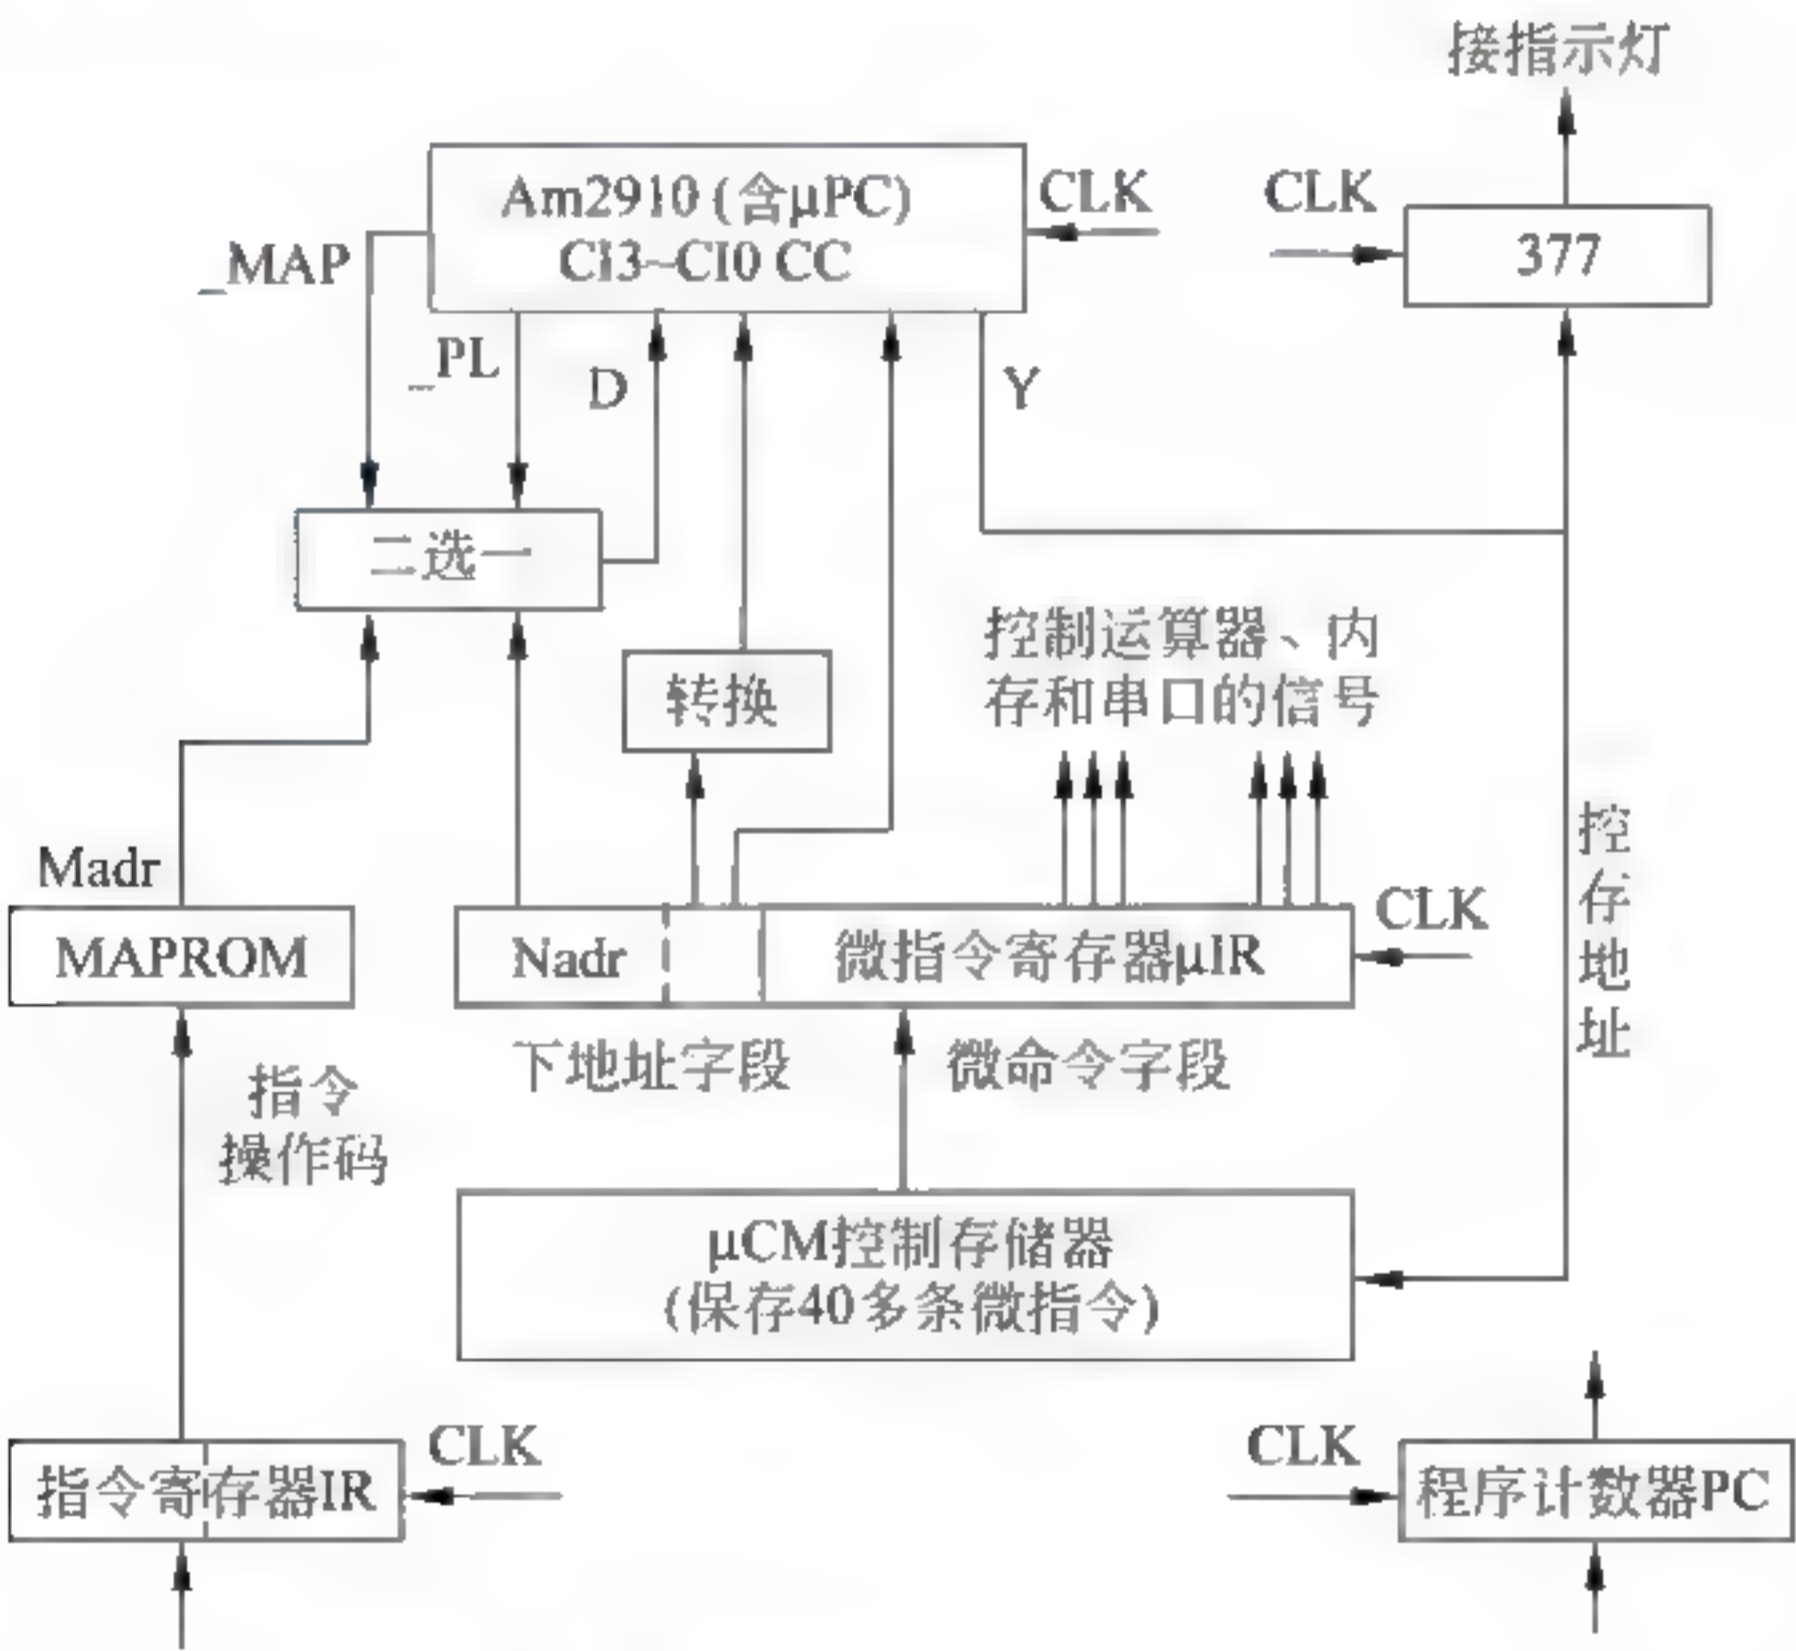 接指示灯
Am2910 (含μPC)
CI3~CI0 CC
CLK
CLK
377
_MAP
_PL
D
Y
二选一
控制运算器、内
存和串口的信号
转换
控存地址
Madr
MAPROM
Nadr
微指令寄存器μIR
CLK
下地址字段
微命令字段
指令
操作码
μCM控制存储器
(保存40多条微指令)
指令寄存器IR
CLK
CLK
程序计数器PC